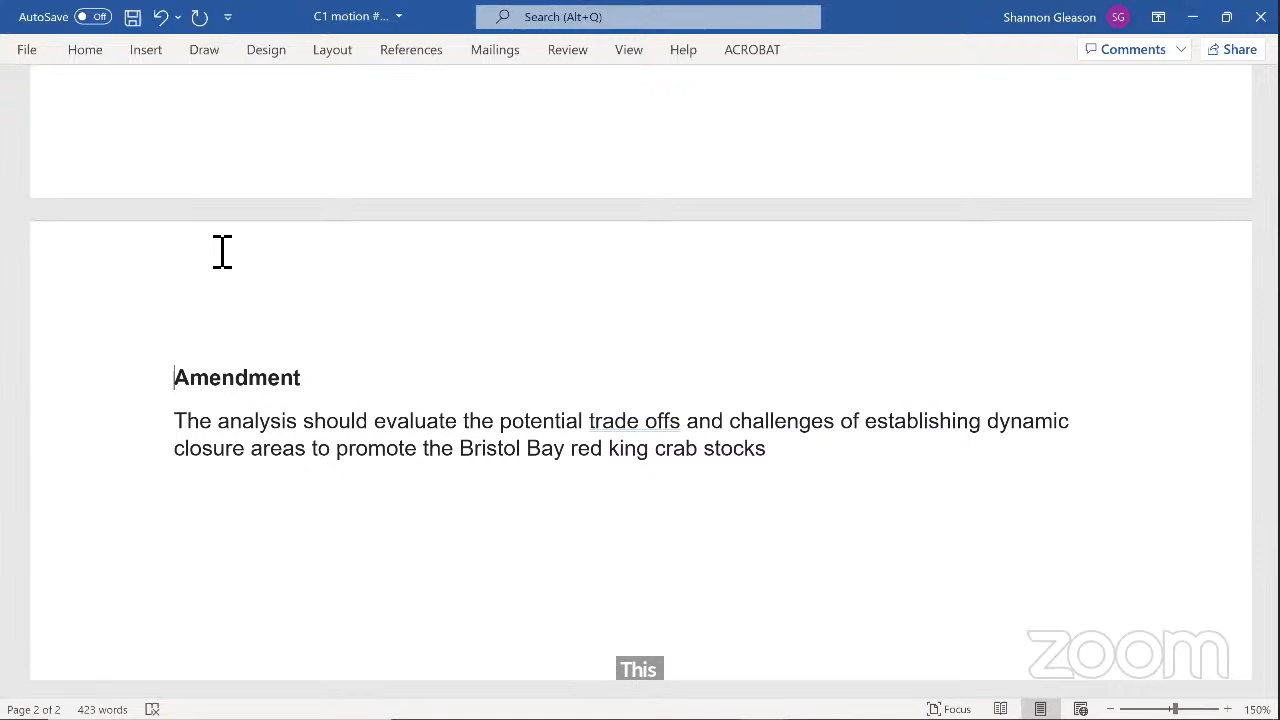 AutoSave Off C1 motion #... Search (Alt+Q) Shannon Gleason SG
File Home Insert Draw Design Layout References Mailings Review View Help ACROBAT Comments Share
Amendment
The analysis should evaluate the potential trade offs and challenges of establishing dynamic
closure areas to promote the Bristol Bay red king crab stocks
zoom
This
Page 2 of 2 423 words Focus 150%